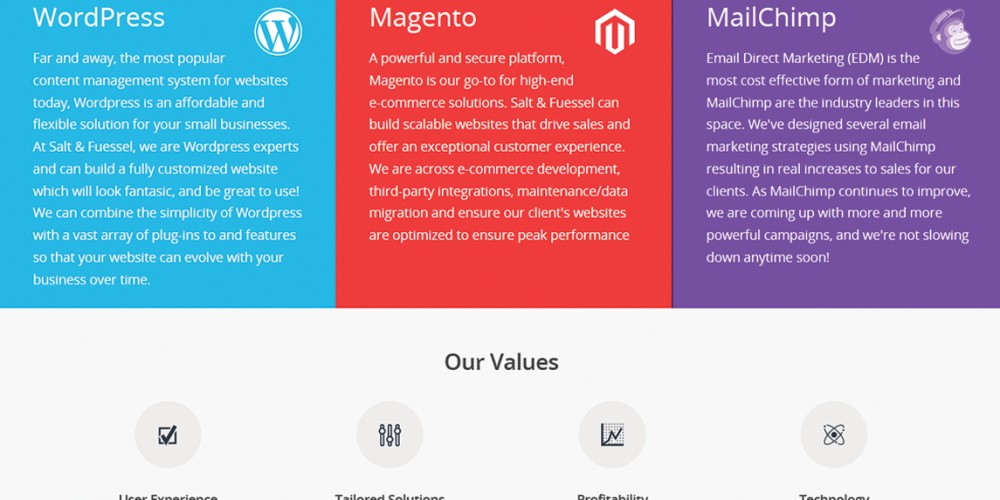 WordPress
Far and away, the most popular
content management system for websites
today, Wordpress is an affordable and
flexible solution for your small businesses.
At Salt & Fuessel, we are Wordpress experts
and can build a fully customized website
which will look fantasic, and be great to use!
We can combine the simplicity of Wordpress
with a vast array of plug-ins to and features
so that your website can evolve with your
business over time.
Magento
A powerful and secure platform,
Magento is our go-to for high-end
e-commerce solutions. Salt & Fuessel can
build scalable websites that drive sales and
offer an exceptional customer experience.
We are across e-commerce development,
third-party integrations, maintenance/data
migration and ensure our client's websites
are optimized to ensure peak performance
MailChimp
Email Direct Marketing (EDM) is the
most cost effective form of marketing and
MailChimp are the industry leaders in this
space. We've designed several email
marketing strategies using MailChimp
resulting in real increases to sales for our
clients. As MailChimp continues to improve,
we are coming up with more and more
powerful campaigns, and we're not slowing
down anytime soon!
Our Values
User Experience
Tailored Solutions
Profitability
Technology